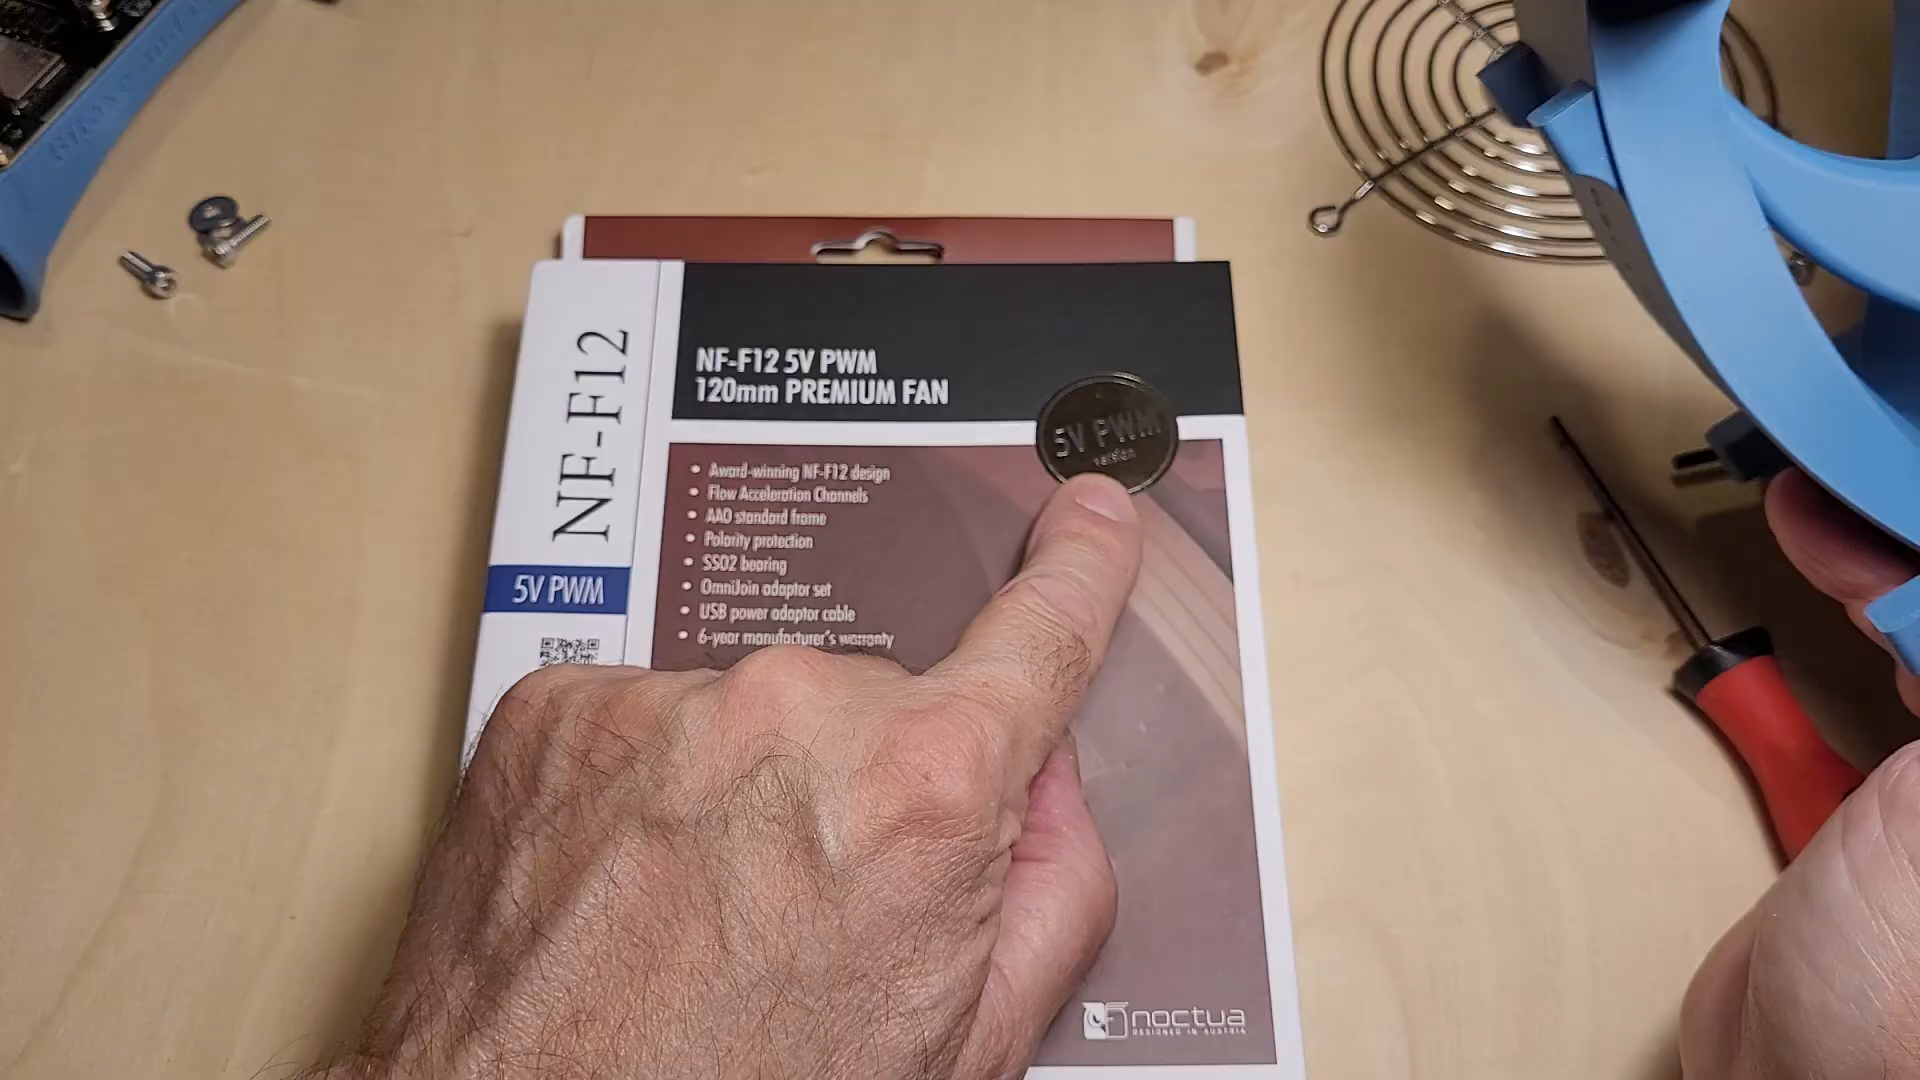 NF-F12 5V PWM
120mm PREMIUM FAN
5V PWM
version
NF-F12
5V PWM
• Award-winning NF-F12 design
• Flow Acceleration Channels
• AAO standard frame
• Polarity protection
• SSO2 bearing
• OmniJoin adaptor set
• USB power adaptor cable
• 6-year manufacturer's warranty
noctua
DESIGNED IN AUSTRIA